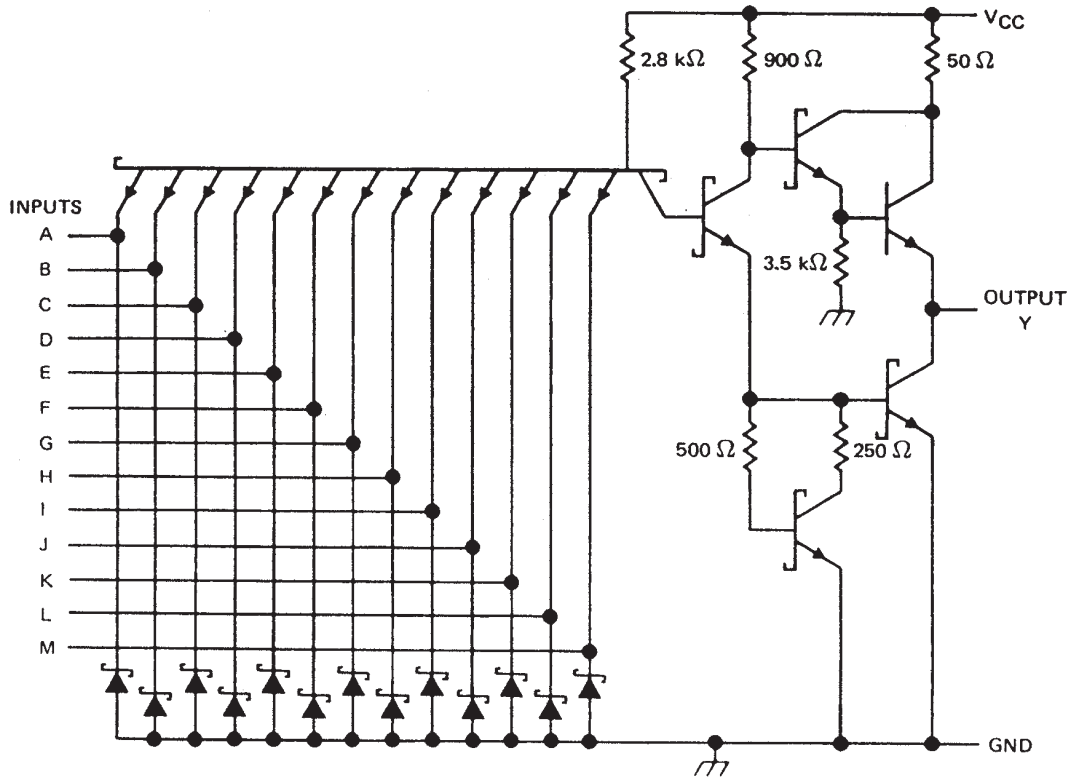 VCC
2.8 kΩ
900 Ω
50 Ω
INPUTS
A
B
C
D
E
F
G
H
I
J
K
L
M
3.5 kΩ
OUTPUT
Y
500 Ω
250 Ω
GND